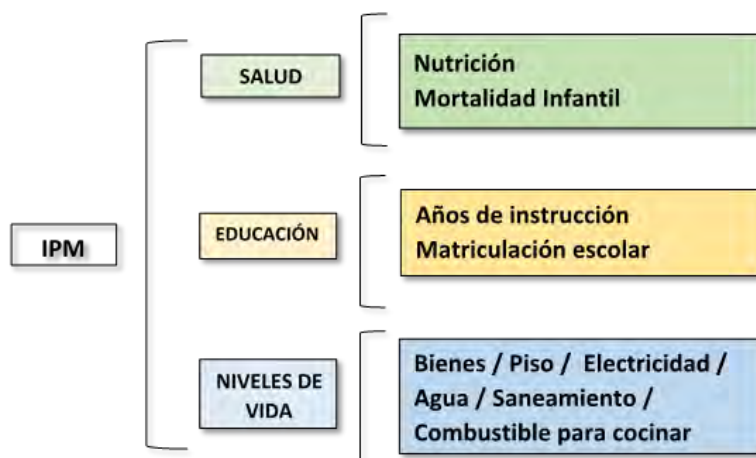 IPM
SALUD
Nutrición
Mortalidad Infantil
EDUCACIÓN
Años de instrucción
Matriculación escolar
NIVELES DE
VIDA
Bienes / Piso / Electricidad /
Agua / Saneamiento /
Combustible para cocinar